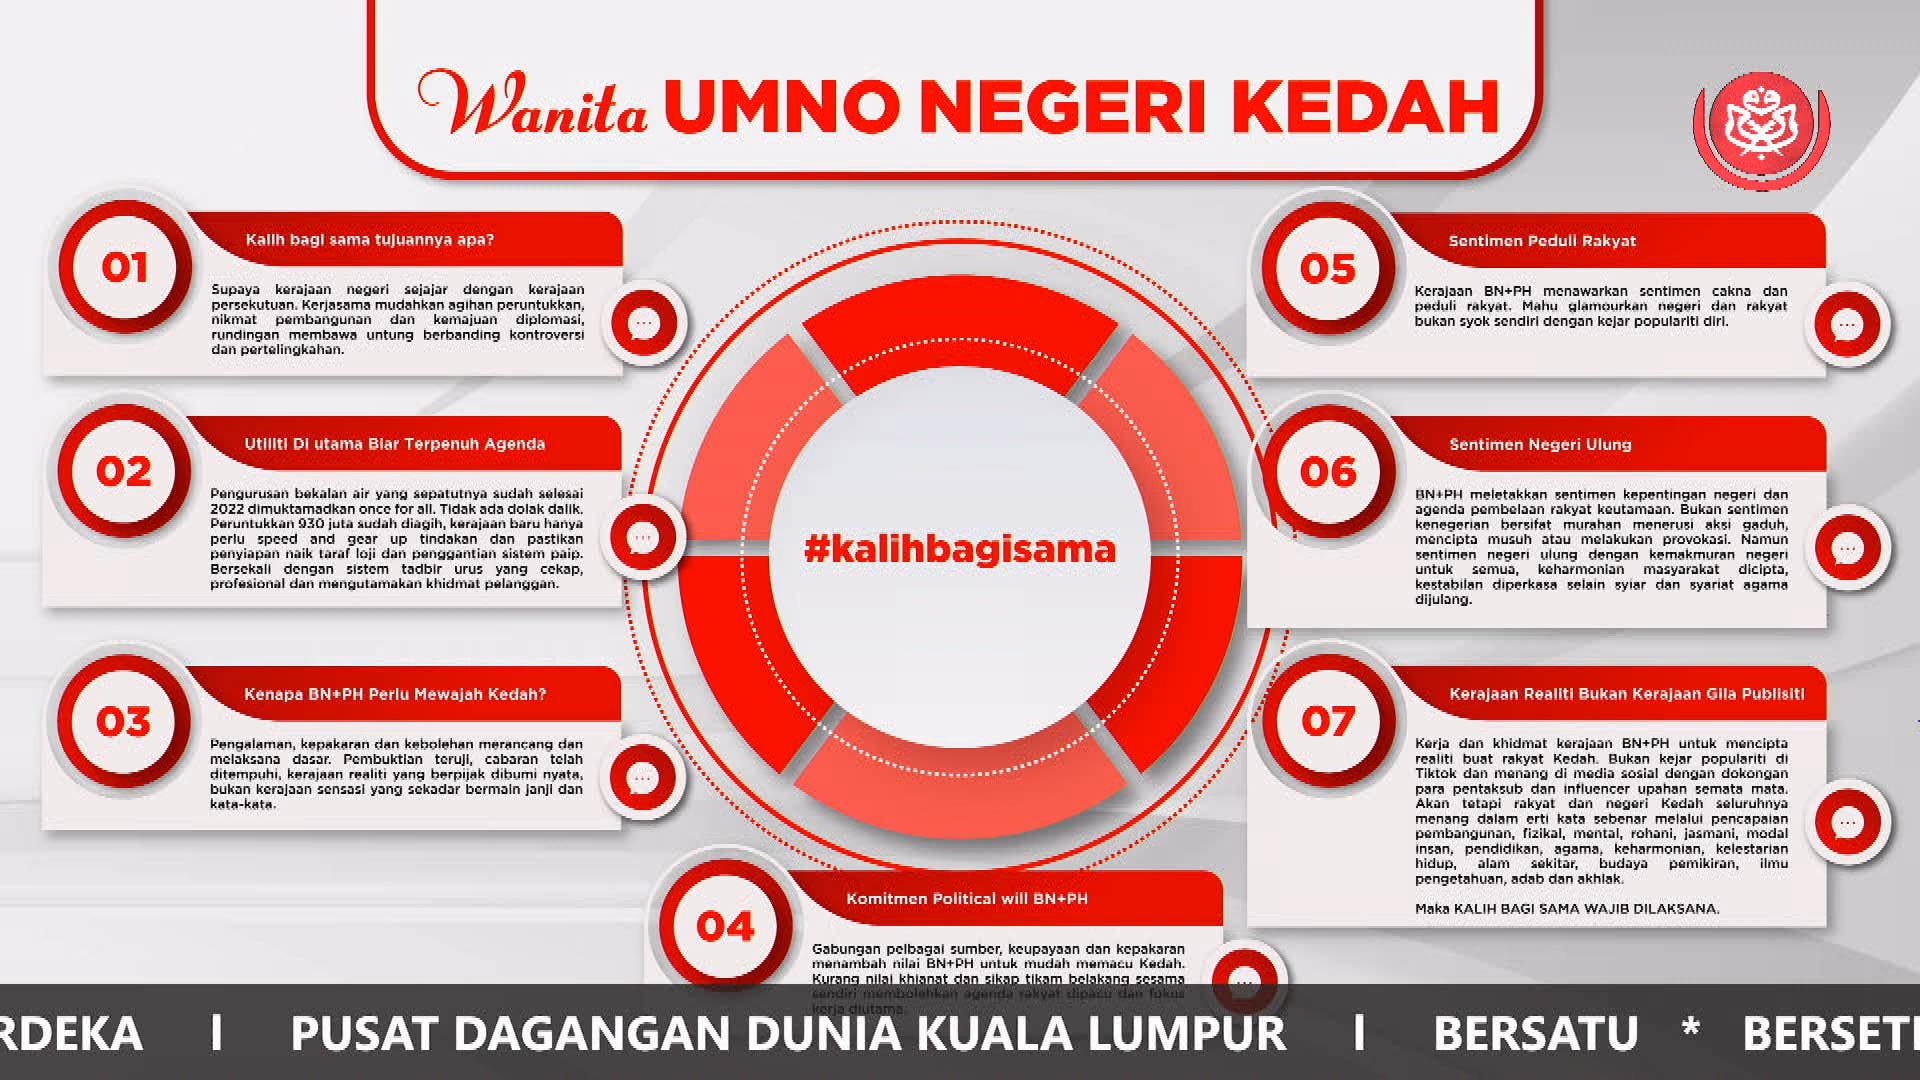 Wanita UMNO NEGERI KEDAH
01
Kalih bagi sama tujuannya apa?
Supaya kerajaan negeri sejajar dengan kerajaan
persekutuan. Kerjasama mudahkan agihan peruntukkan,
nikmat pembangunan dan kemajuan diplomasi,
rundingan membawa untung berbanding kontroversi
dan pertelingkahan.
02
Utiliti Di utama Biar Terpenuh Agenda
Pengurusan bekalan air yang sepatutnya sudah selesai
2022 dimuktamadkan once for all. Tidak ada dolak dalik.
Peruntukkan 930 juta sudah diagih, kerajaan baru hanya
perlu speed and gear up tindakan dan pastikan
penyiapan naik taraf loji dan penggantian sistem paip.
Bersekali dengan sistem tadbir urus yang cekap,
profesional dan mengutamakan khidmat pelanggan.
03
Kenapa BN+PH Perlu Mewajah Kedah?
Pengalaman, kepakaran dan kebolehan merancang dan
melaksana dasar. Pembuktian teruji, cabaran telah
ditempuhi, kerajaan realiti yang berpijak dibumi nyata,
bukan kerajaan sensasi yang sekadar bermain janji dan
kata-kata.
#kalihbagisama
04
Komitmen Political will BN+PH
Gabungan pelbagai sumber, keupayaan dan kepakaran
menambah nilai BN+PH untuk mudah memacu Kedah.
Kurang nilai khianat dan sikap tikam belakang sesama
sendiri membolehkan agenda rakyat dipacu dan fokus
kerja diutama.
05
Sentimen Peduli Rakyat
Kerajaan BN+PH menawarkan sentimen cakna dan
peduli rakyat. Mahu glamourkan negeri dan rakyat
bukan syok sendiri dengan kejar populariti diri.
06
Sentimen Negeri Ulung
BN+PH meletakkan sentimen kepentingan negeri dan
agenda pembelaan rakyat keutamaan. Bukan sentimen
kenegerian bersifat murahan menerusi aksi gaduh,
mencipta musuh atau melakukan provokasi. Namun
sentimen negeri ulung dengan kemakmuran negeri
untuk semua, keharmonian masyarakat dicipta,
kestabilan diperkasa selain syiar dan syariat agama
dijulang.
07
Kerajaan Realiti Bukan Kerajaan Gila Publisiti
Kerja dan khidmat kerajaan BN+PH untuk mencipta
realiti buat rakyat Kedah. Bukan kejar populariti di
Tiktok dan menang di media sosial dengan dokongan
para pentaksub dan influencer upahan semata mata.
Akan tetapi rakyat dan negeri Kedah seluruhnya
menang dalam erti kata sebenar melalui pencapaian
pembangunan, fizikal, mental, rohani, jasmani, modal
insan, pendidikan, agama, keharmonian, kelestarian
hidup, alam sekitar, budaya pemikiran, ilmu
pengetahuan, adab dan akhlak.
Maka KALIH BAGI SAMA WAJIB DILAKSANA.
RDEKA | PUSAT DAGANGAN DUNIA KUALA LUMPUR | BERSATU * BERSETI